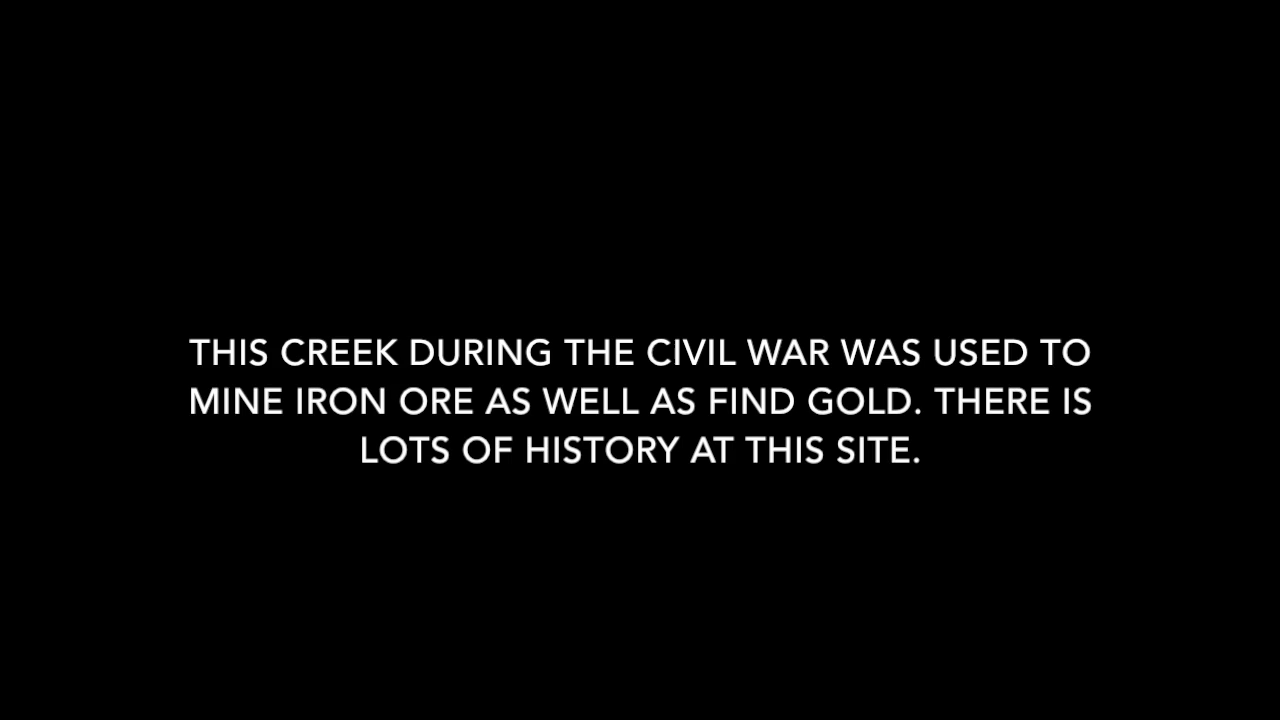 THIS CREEK DURING THE CIVIL WAR WAS USED TO
MINE IRON ORE AS WELL AS FIND GOLD. THERE IS
LOTS OF HISTORY AT THIS SITE.